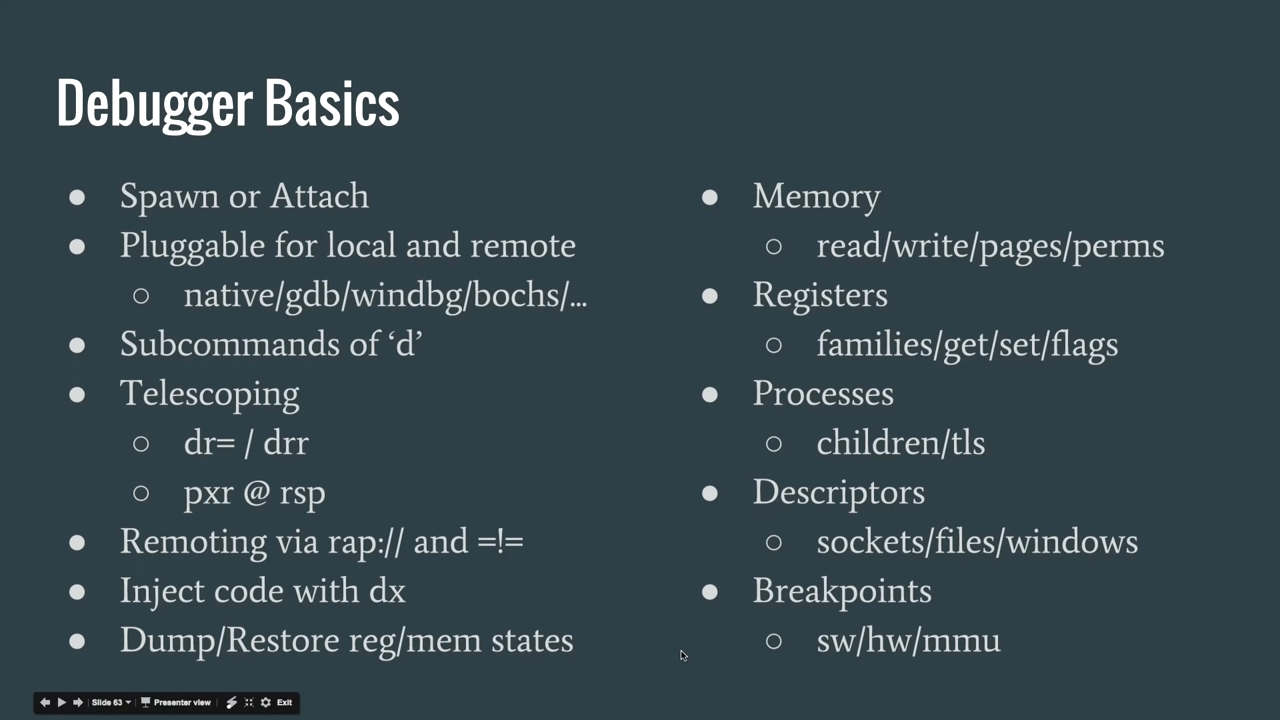 Debugger Basics
● Spawn or Attach
● Pluggable for local and remote
○ native/gdb/windbg/bochs/...
● Subcommands of ‘d’
● Telescoping
○ dr= / drr
○ pxr @ rsp
● Remoting via rap:// and =!=
● Inject code with dx
● Dump/Restore reg/mem states
● Memory
○ read/write/pages/perms
● Registers
○ families/get/set/flags
● Processes
○ children/tls
● Descriptors
○ sockets/files/windows
● Breakpoints
○ sw/hw/mmu
Slide 63 Presenter view Exit